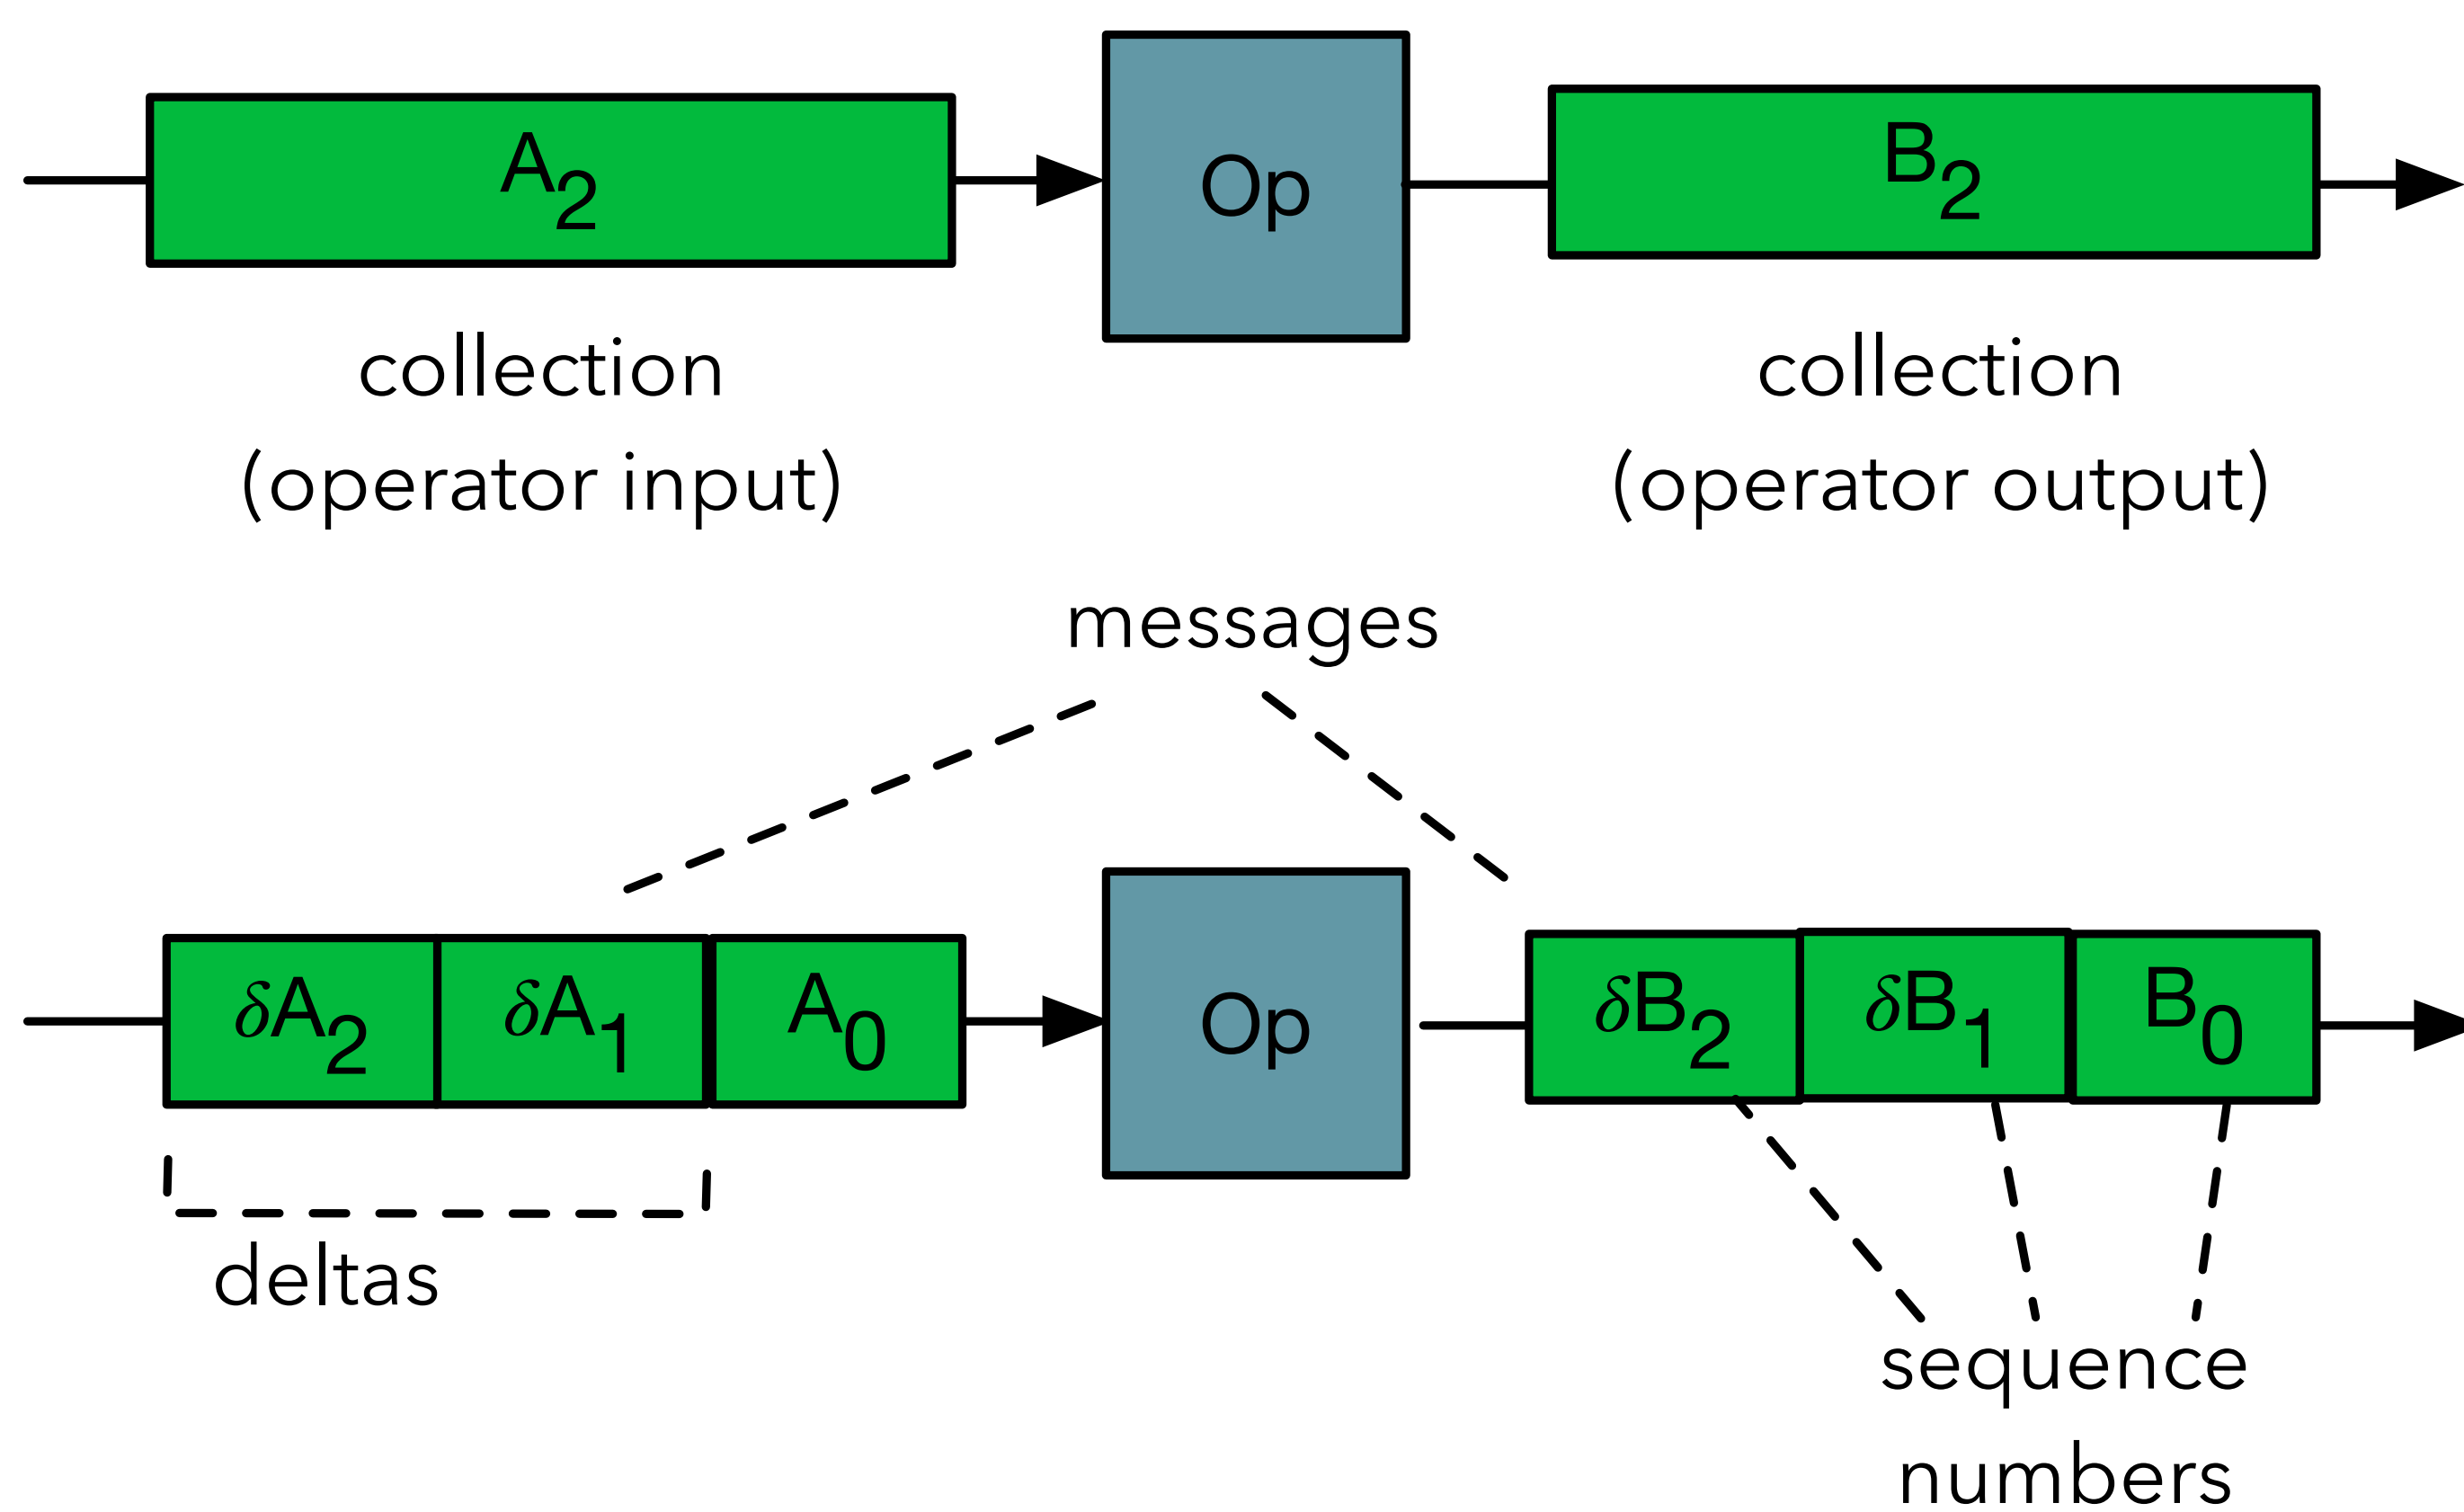 A2
Op
B2
collection
(operator input)
collection
(operator output)
messages
δA2
δA1
A0
Op
δB2
δB1
B0
deltas
sequence
numbers